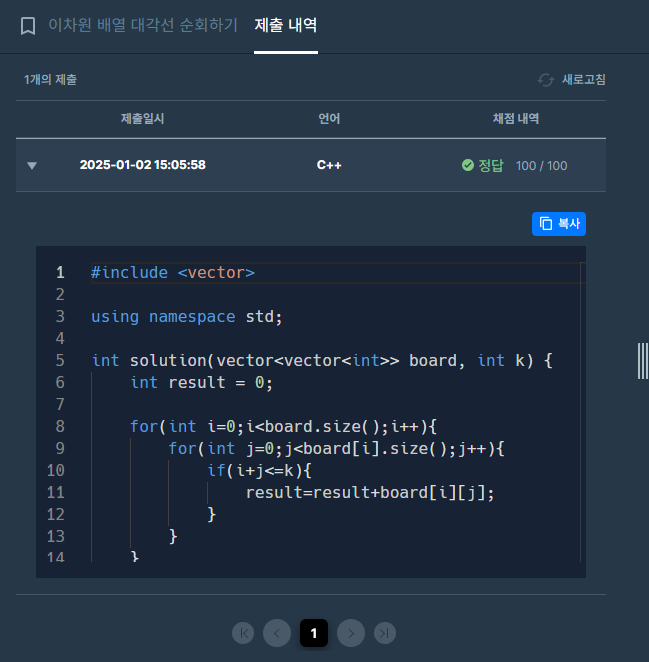 이차원 배열 대각선 순회하기 제출 내역
1개의 제출 새로고침
제출일시 언어 채점 내역
2025-01-02 15:05:58 C++ 정답 100 / 100
복사
1 #include <vector>
2
3 using namespace std;
4
5 int solution(vector<vector<int>> board, int k) {
6     int result = 0;
7
8     for(int i=0;i<board.size();i++){
9         for(int j=0;j<board[i].size();j++){
10             if(i+j<=k){
11                 result=result+board[i][j];
12             }
13         }
14     }
1